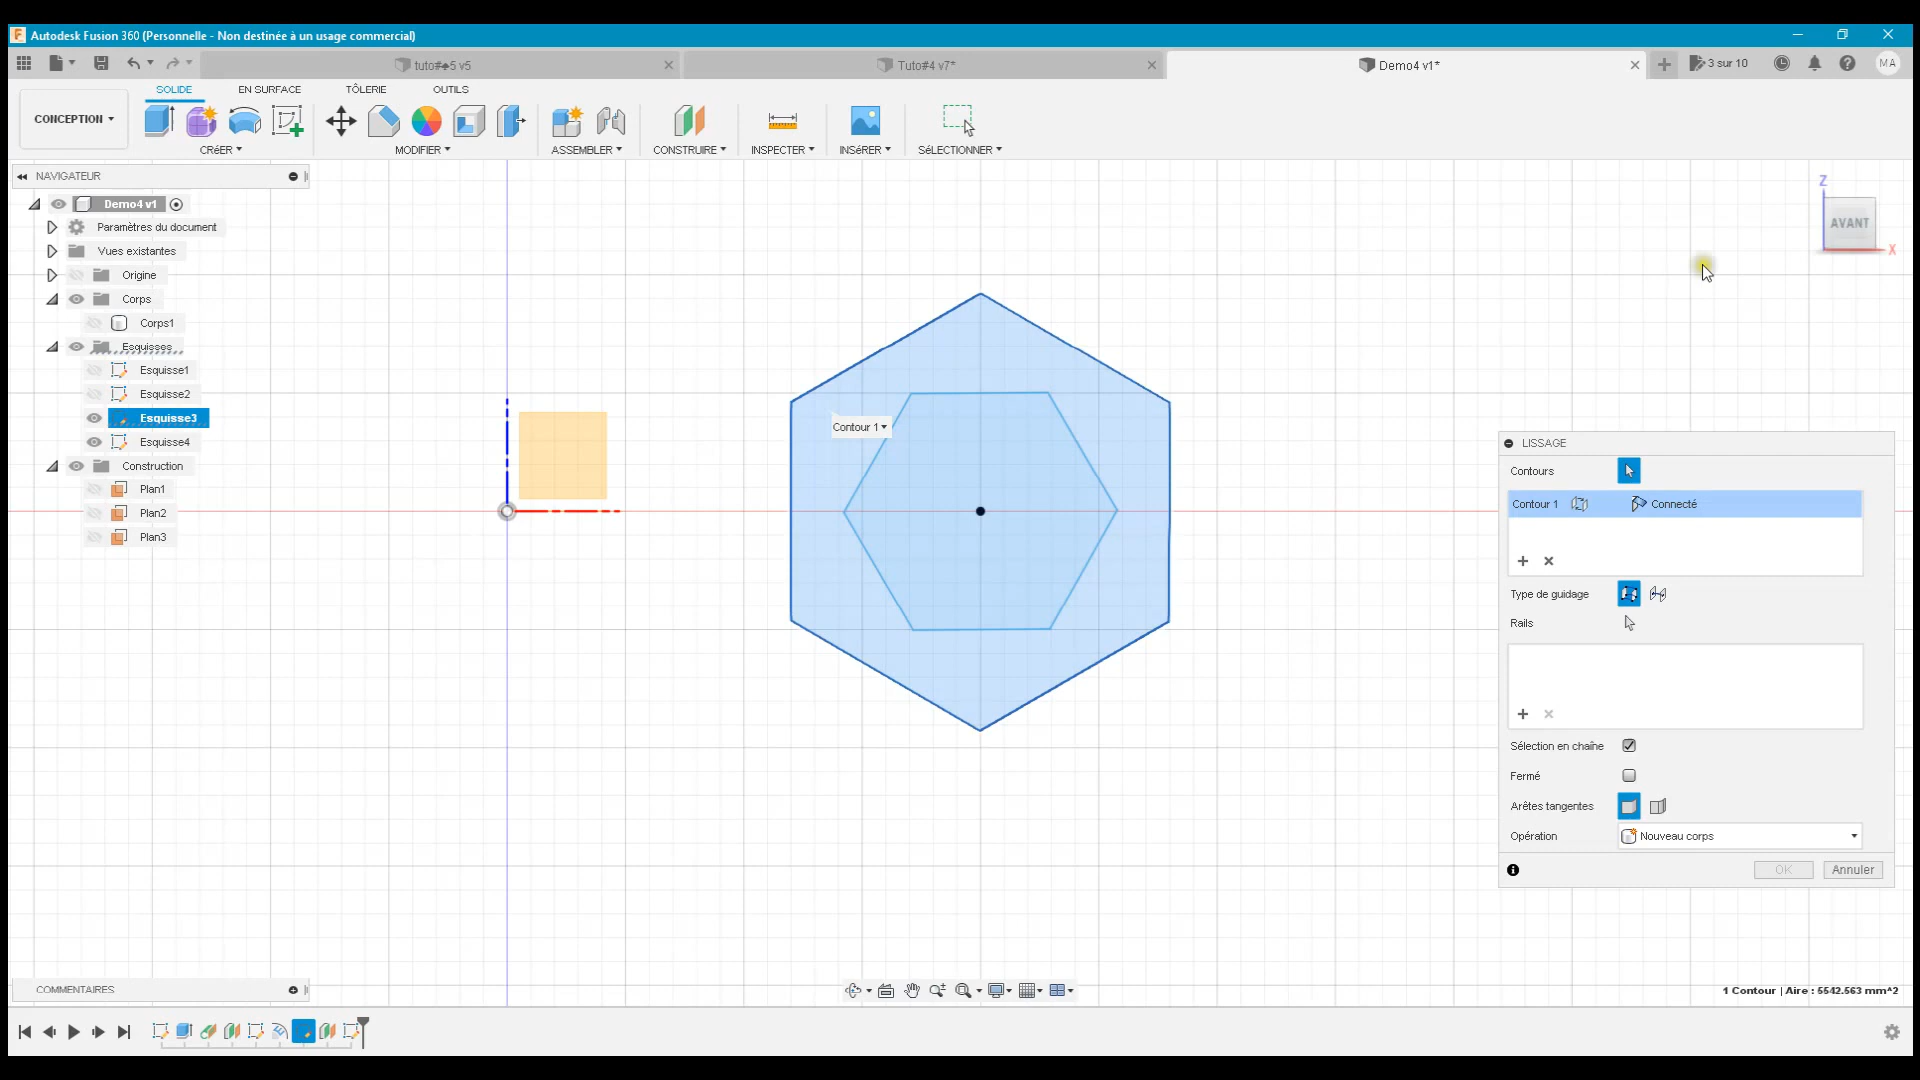 Autodesk Fusion 360 (Personnelle - Non destinée à un usage commercial)
tuto#♠5 v5
Tuto#4 v7*
Demo4 v1*
3 sur 10
MA
SOLIDE
EN SURFACE
TÔLERIE
OUTILS
CONCEPTION
CRéER
MODIFIER
ASSEMBLER
CONSTRUIRE
INSPECTER
INSéRER
SéLECTIONNER
NAVIGATEUR
Demo4 v1
Paramètres du document
Vues existantes
Origine
Corps
Corps1
Esquisses
Esquisse1
Esquisse2
Esquisse3
Esquisse4
Construction
Plan1
Plan2
Plan3
Contour 1
Z
AVANT
X
LISSAGE
Contours
Contour 1 Connecté
Type de guidage
Rails
Sélection en chaîne
Fermé
Arêtes tangentes
Opération Nouveau corps
OK Annuler
COMMENTAIRES
1 Contour | Aire : 5542.563 mm^2